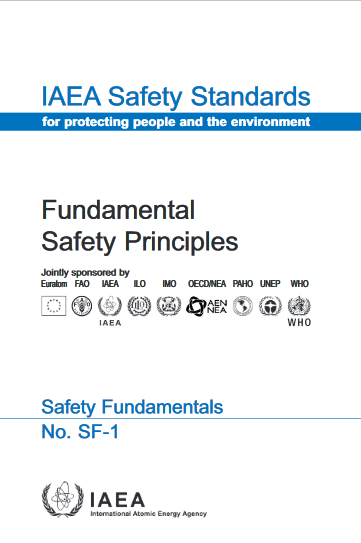 IAEA Safety Standards
for protecting people and the environment
Fundamental
Safety Principles
Jointly sponsored by
Euratom FAO IAEA ILO IMO OECD/NEA PAHO UNEP WHO
AEN
NEA
IAEA
WHO
Safety Fundamentals
No. SF-1
IAEA
International Atomic Energy Agency